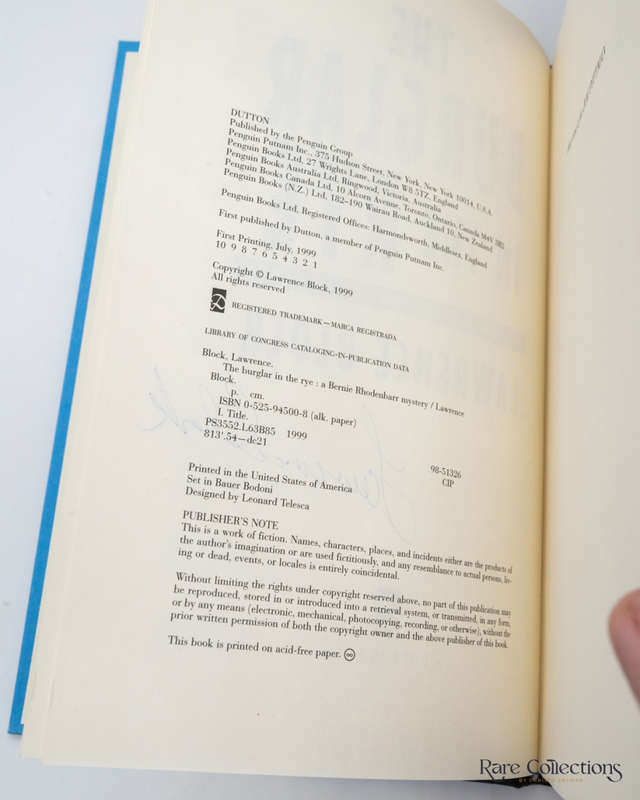 DUTTON
Published by the Penguin Group
Penguin Putnam Inc., 375 Hudson Street, New York, New York 10014, U.S.A.
Penguin Books Ltd, 27 Wrights Lane, London W8 5TZ, England
Penguin Books Australia Ltd, Ringwood, Victoria, Australia
Penguin Books Canada Ltd, 10 Alcorn Avenue, Toronto, Ontario, Canada M4V 3B2
Penguin Books (N.Z.) Ltd, 182–190 Wairau Road, Auckland 10, New Zealand
Penguin Books Ltd, Registered Offices: Harmondsworth, Middlesex, England
First published by Dutton, a member of Penguin Putnam Inc.
First Printing, July, 1999
10 9 8 7 6 5 4 3 2 1
Copyright © Lawrence Block, 1999
All rights reserved
REGISTERED TRADEMARK—MARCA REGISTRADA
LIBRARY OF CONGRESS CATALOGING-IN-PUBLICATION DATA
Block, Lawrence.
The burglar in the rye : a Bernie Rhodenbarr mystery / Lawrence
Block.
p. cm.
ISBN 0-525-94500-8 (alk. paper)
I. Title.
PS3552.L63B85 1999
813'.54—dc21
98-51326
CIP
Printed in the United States of America
Set in Bauer Bodoni
Designed by Leonard Telesca
PUBLISHER'S NOTE
This is a work of fiction. Names, characters, places, and incidents either are the products of
the author's imagination or are used fictitiously, and any resemblance to actual persons, liv-
ing or dead, events, or locales is entirely coincidental.
Without limiting the rights under copyright reserved above, no part of this publication may
be reproduced, stored in or introduced into a retrieval system, or transmitted, in any form,
or by any means (electronic, mechanical, photocopying, recording, or otherwise), without the
prior written permission of both the copyright owner and the above publisher of this book.
This book is printed on acid-free paper.
Rare Collections